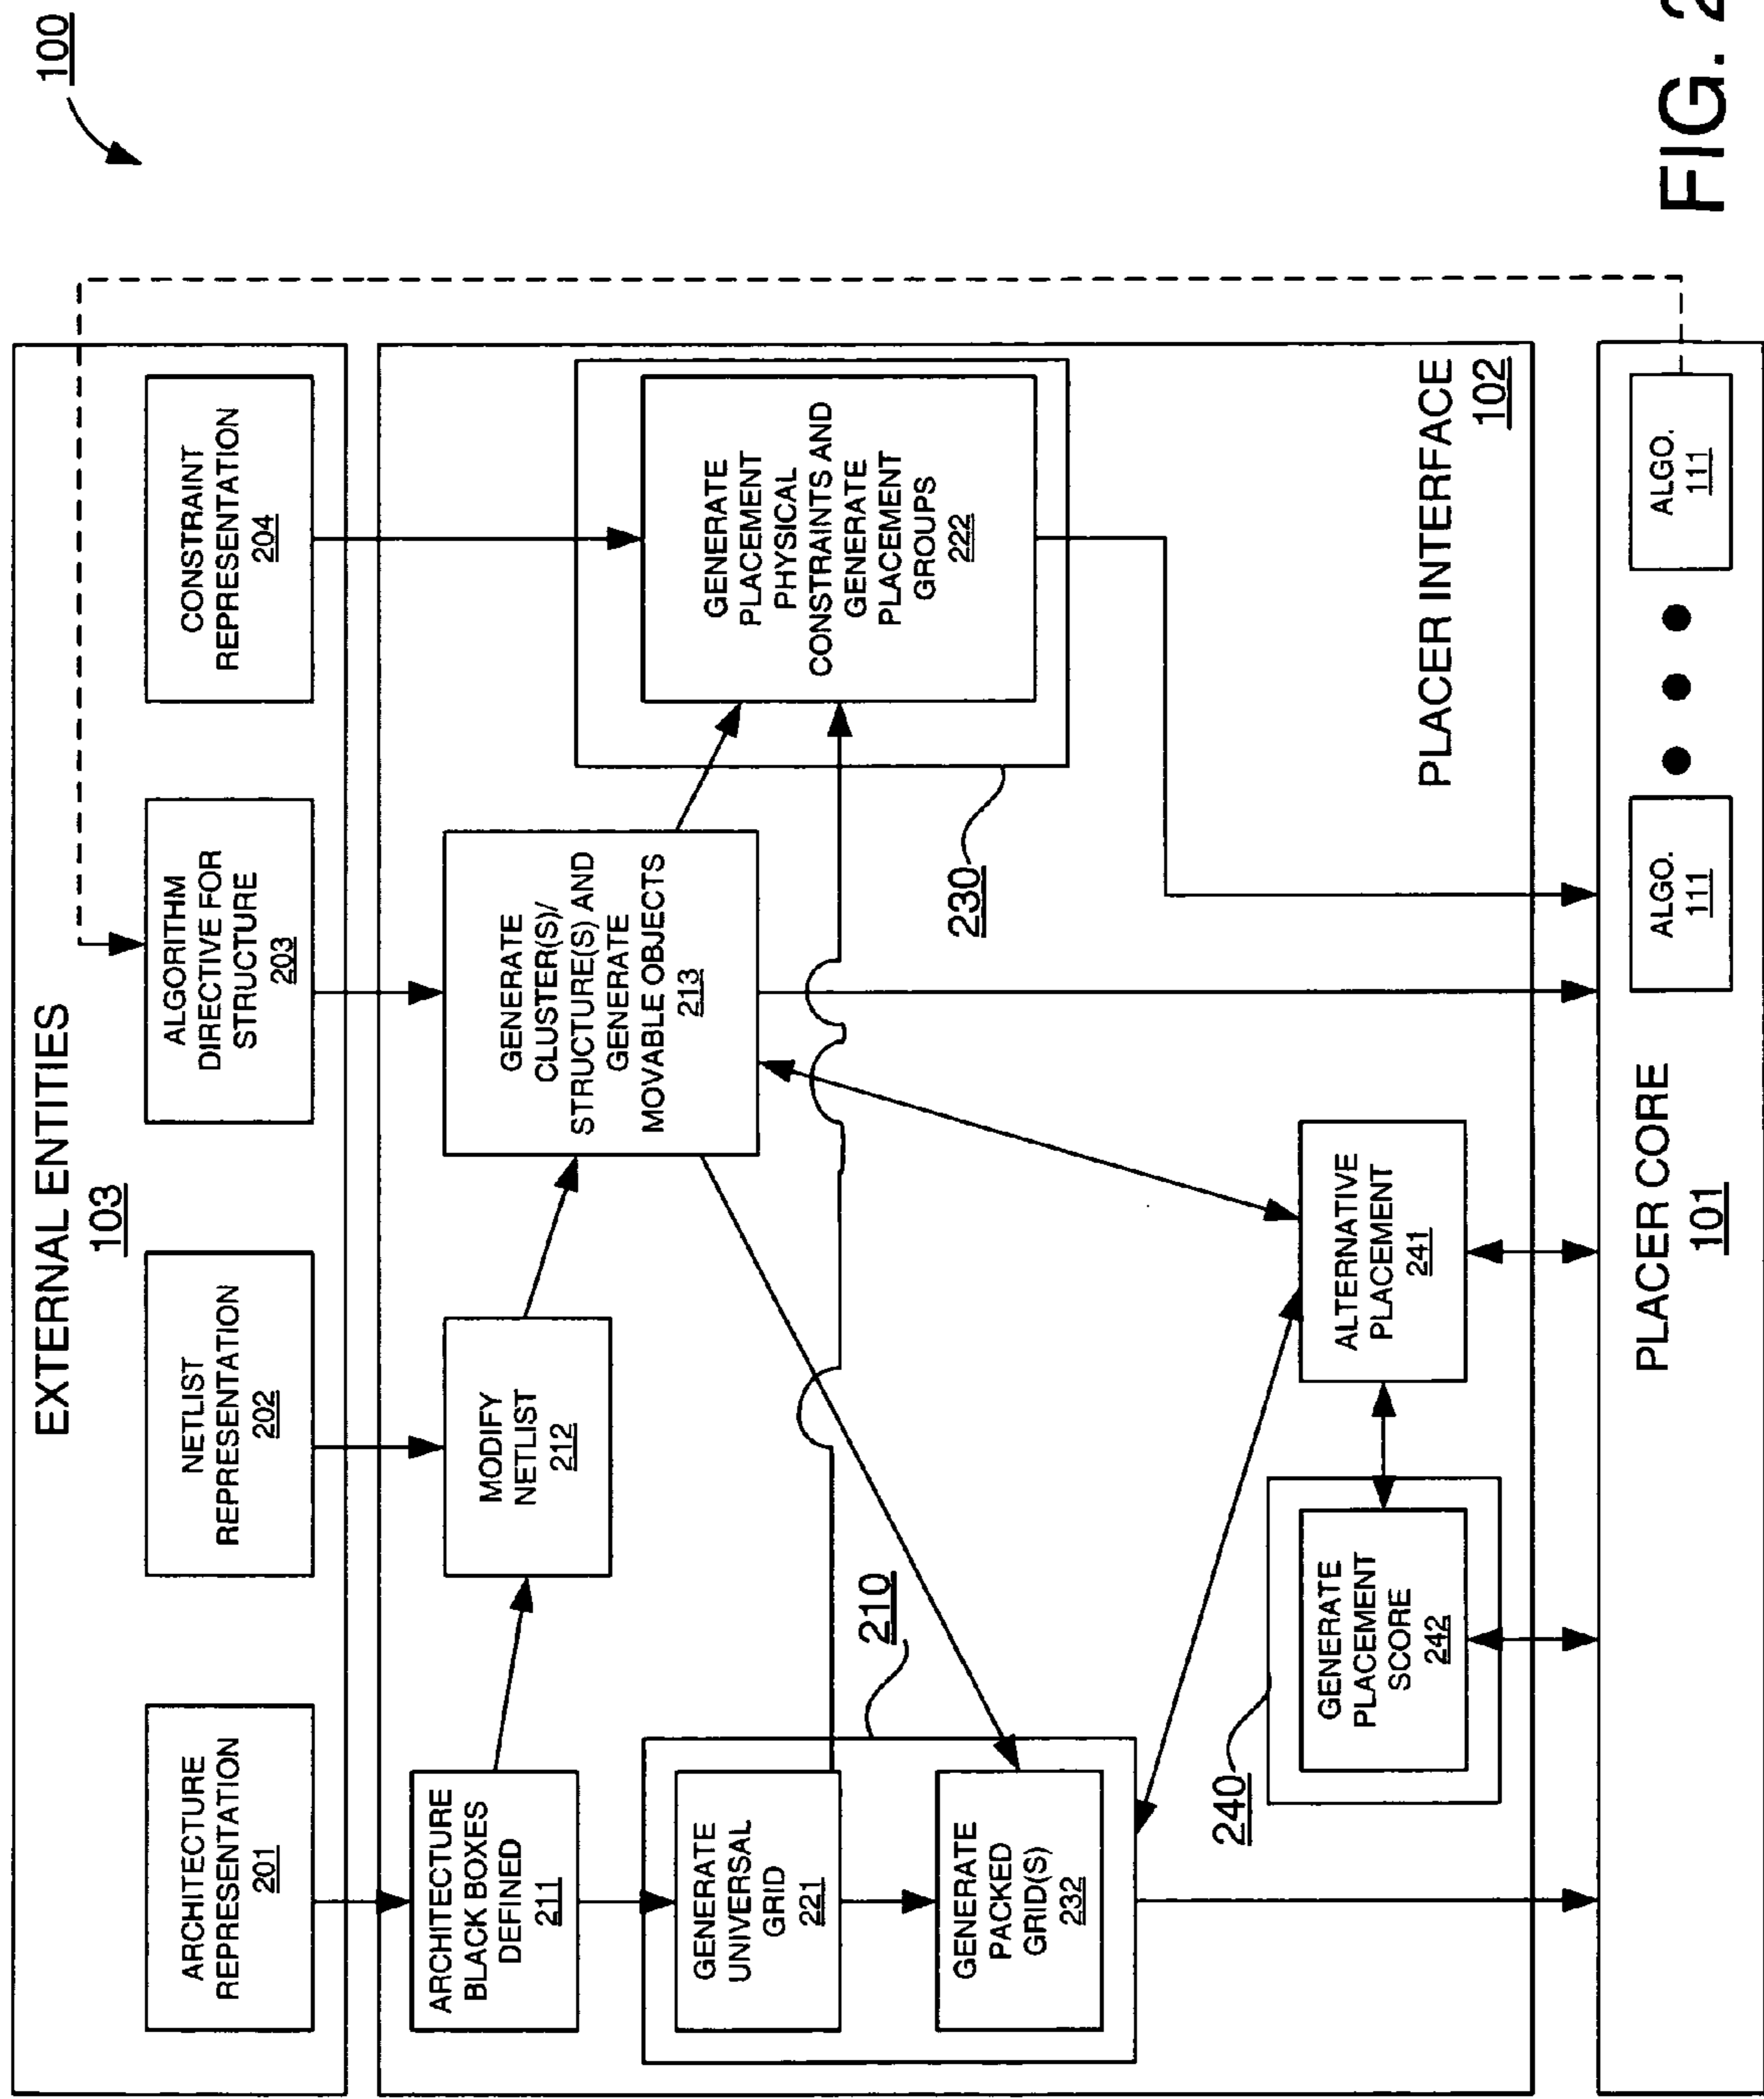 100
EXTERNAL ENTITIES
103
ARCHITECTURE
REPRESENTATION
201
NETLIST
REPRESENTATION
202
ALGORITHM
DIRECTIVE FOR
STRUCTURE
203
CONSTRAINT
REPRESENTATION
204
ARCHITECTURE
BLACK BOXES
DEFINED
211
MODIFY
NETLIST
212
GENERATE
CLUSTER(S)/
STRUCTURE(S) AND
GENERATE
MOVABLE OBJECTS
213
GENERATE
PLACEMENT
PHYSICAL
CONSTRAINTS AND
GENERATE
PLACEMENT
GROUPS
222
GENERATE
UNIVERSAL
GRID
221
210
230
GENERATE
PACKED
GRID(S)
232
240
GENERATE
PLACEMENT
SCORE
242
ALTERNATIVE
PLACEMENT
241
PLACER INTERFACE
102
PLACER CORE
101
ALGO.
111
ALGO.
111
FIG. 2